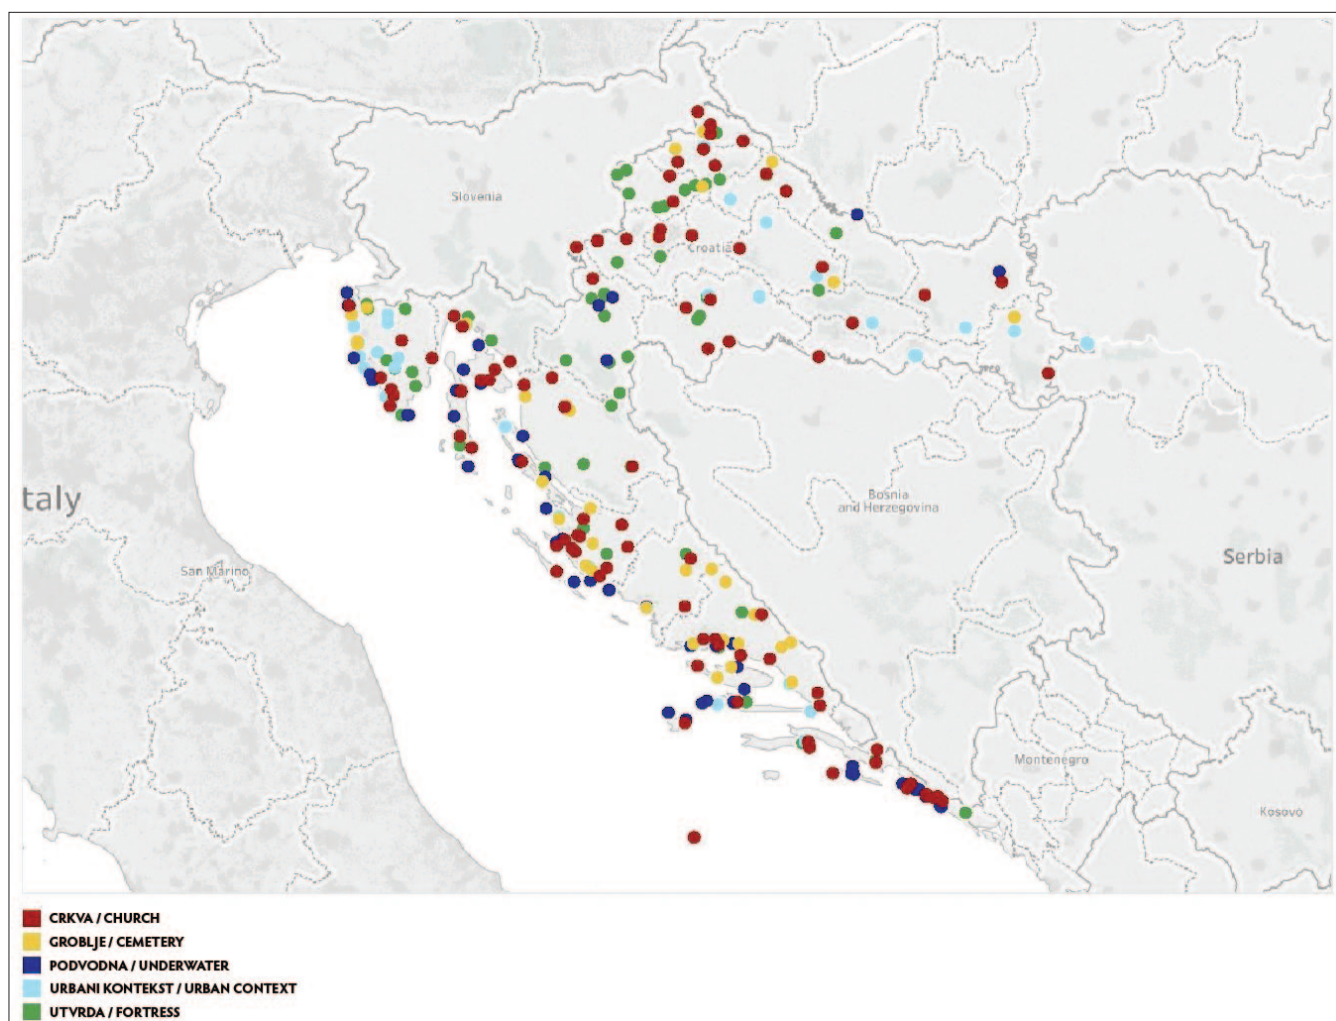 Slovenia
Croatia
Bosnia
and Herzegovina
taly
San Marino
Serbia
Montenegro
Kosovo
CRKVA / CHURCH
GROBLJE / CEMETERY
PODVODNA / UNDERWATER
URBANI KONTEKST / URBAN CONTEXT
UTVRDA / FORTRESS